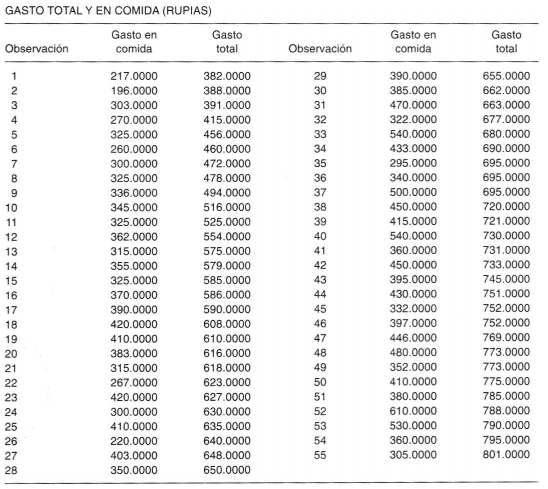 GASTO TOTAL Y EN COMIDA (RUPIAS)
Gasto en Gasto Gasto en Gasto
Observación comida total Observación comida total
1 217.0000 382.0000 29 390.0000 655.0000
2 196.0000 388.0000 30 385.0000 662.0000
3 303.0000 391.0000 31 470.0000 663.0000
4 270.0000 415.0000 32 322.0000 677.0000
5 325.0000 456.0000 33 540.0000 680.0000
6 260.0000 460.0000 34 433.0000 690.0000
7 300.0000 472.0000 35 295.0000 695.0000
8 325.0000 478.0000 36 340.0000 695.0000
9 336.0000 494.0000 37 500.0000 695.0000
10 345.0000 516.0000 38 450.0000 720.0000
11 325.0000 525.0000 39 415.0000 721.0000
12 362.0000 554.0000 40 540.0000 730.0000
13 315.0000 575.0000 41 360.0000 731.0000
14 355.0000 579.0000 42 450.0000 733.0000
15 325.0000 585.0000 43 395.0000 745.0000
16 370.0000 586.0000 44 430.0000 751.0000
17 390.0000 590.0000 45 332.0000 752.0000
18 420.0000 608.0000 46 397.0000 752.0000
19 410.0000 610.0000 47 446.0000 769.0000
20 383.0000 616.0000 48 480.0000 773.0000
21 315.0000 618.0000 49 352.0000 773.0000
22 267.0000 623.0000 50 410.0000 775.0000
23 420.0000 627.0000 51 380.0000 785.0000
24 300.0000 630.0000 52 610.0000 788.0000
25 410.0000 635.0000 53 530.0000 790.0000
26 220.0000 640.0000 54 360.0000 795.0000
27 403.0000 648.0000 55 305.0000 801.0000
28 350.0000 650.0000